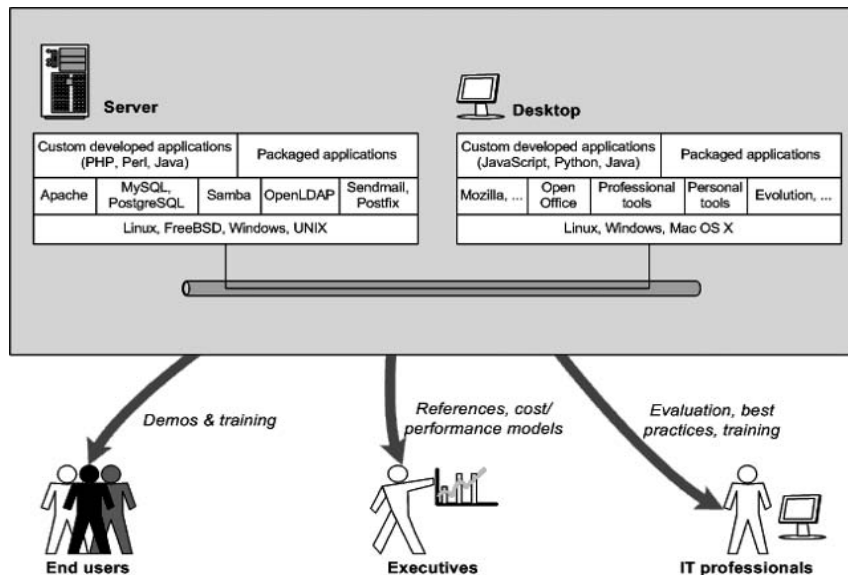 Server
Desktop
Custom developed applications
(PHP, Perl, Java)
Packaged applications
Custom developed applications
(JavaScript, Python, Java)
Packaged applications
Apache
MySQL,
PostgreSQL
Samba
OpenLDAP
Sendmail,
Postfix
Mozilla, ...
Open
Office
Professional
tools
Personal
tools
Evolution, ...
Linux, FreeBSD, Windows, UNIX
Linux, Windows, Mac OS X
Demos & training
References, cost/
performance models
Evaluation, best
practices, training
End users
Executives
IT professionals